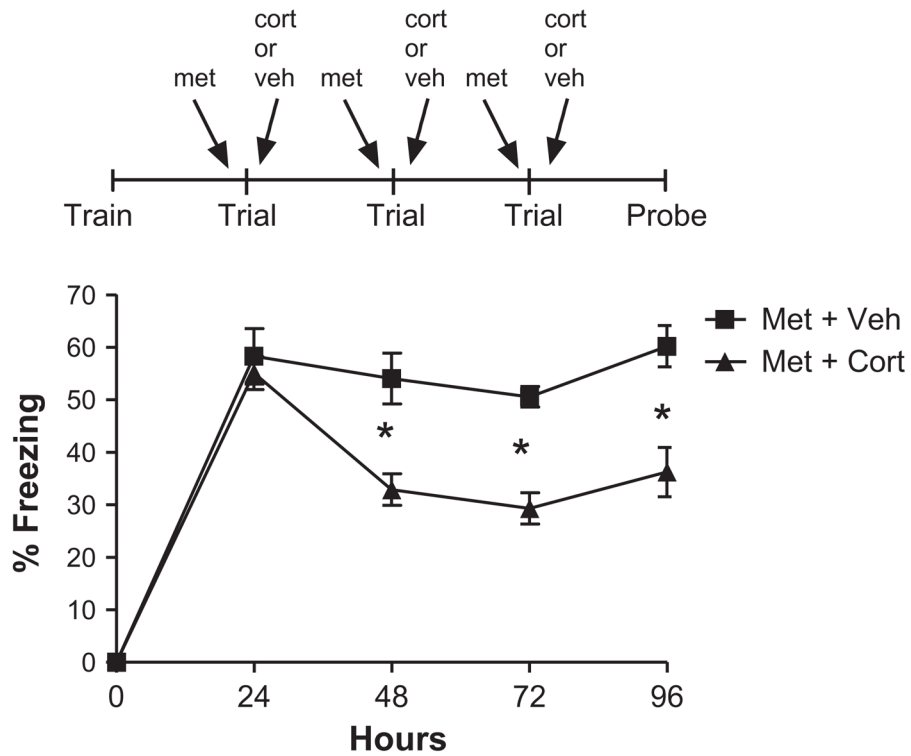 cort cort cort
or or or
met veh met veh met veh
Train Trial Trial Trial Probe
70
60
50
40
30
20
10
0
% Freezing
* * *
0 24 48 72 96
Hours
Met + Veh
Met + Cort